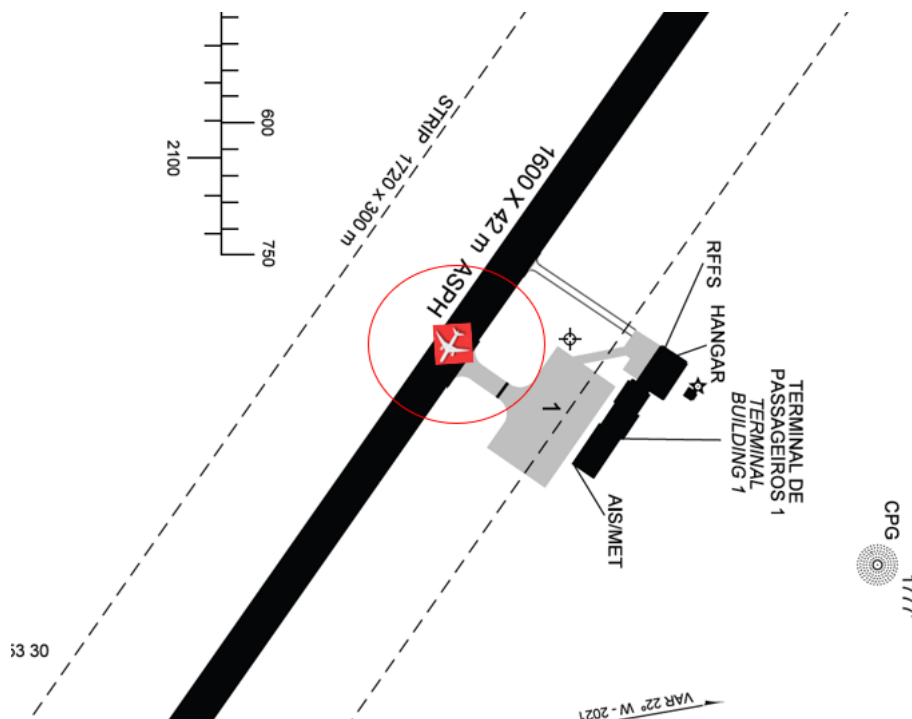 600
2100
750
STRIP 1720 x 300 m
1600 X 42 m ASPH
RFFS
HANGAR
TERMINAL DE
PASSAGEIROS 1
TERMINAL
BUILDING 1
1
AIS/MET
CPG
53 30
VAR 22º W - 2021